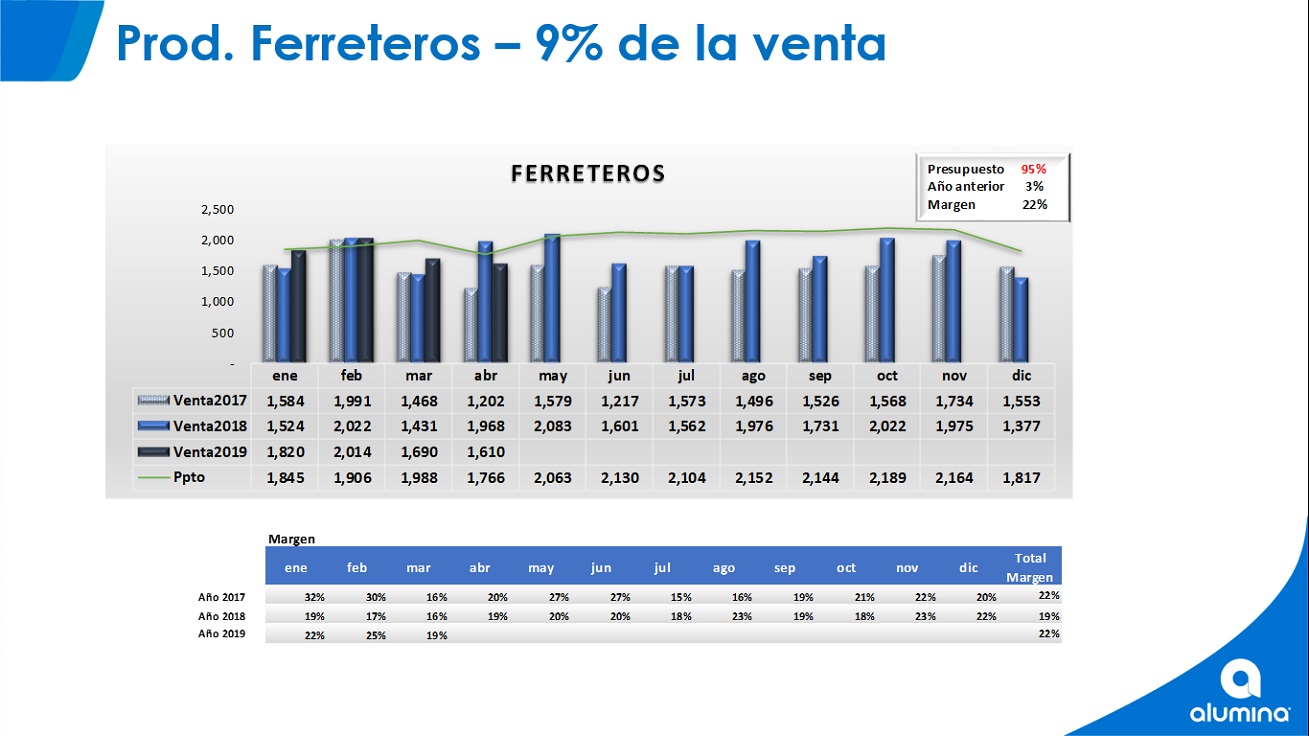 Prod. Ferreteros – 9% de la venta
FERRETEROS
Presupuesto 95%
Año anterior 3%
Margen 22%
2,500
2,000
1,500
1,000
500
-
ene feb mar abr may jun jul ago sep oct nov dic
Venta2017 1,584 1,991 1,468 1,202 1,579 1,217 1,573 1,496 1,526 1,568 1,734 1,553
Venta2018 1,524 2,022 1,431 1,968 2,083 1,601 1,562 1,976 1,731 2,022 1,975 1,377
Venta2019 1,820 2,014 1,690 1,610
Ppto 1,845 1,906 1,988 1,766 2,063 2,130 2,104 2,152 2,144 2,189 2,164 1,817
Margen
ene feb mar abr may jun jul ago sep oct nov dic Total Margen
Año 2017 32% 30% 16% 20% 27% 27% 15% 16% 19% 21% 22% 20% 22%
Año 2018 19% 17% 16% 19% 20% 20% 18% 23% 19% 18% 23% 22% 19%
Año 2019 22% 25% 19% 22%
alumina